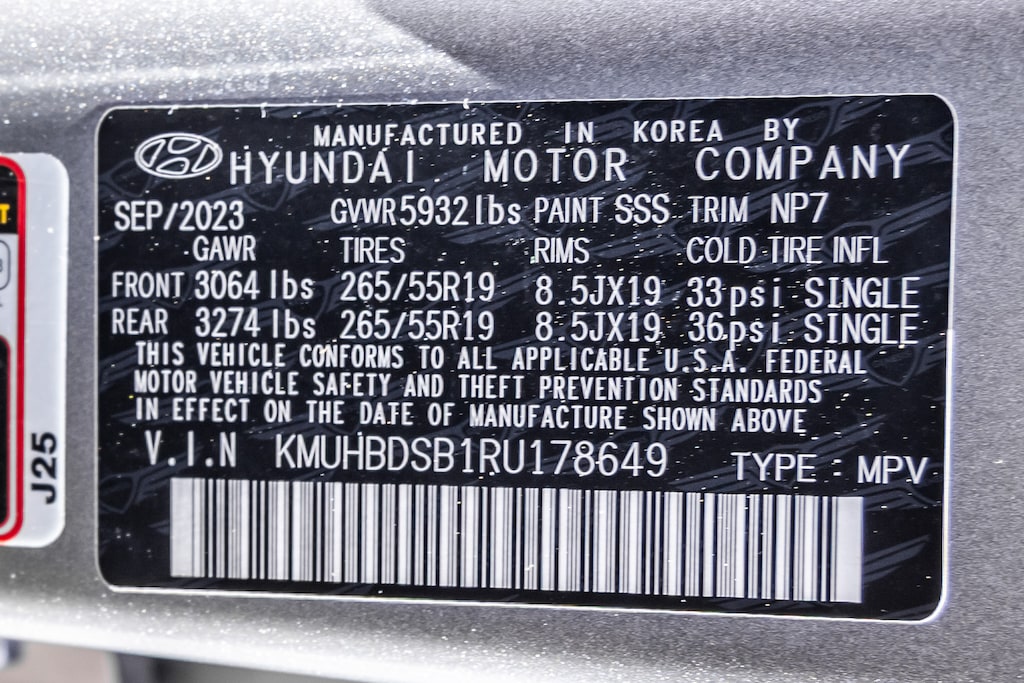 MANUFACTURED IN KOREA BY
HYUNDAI MOTOR COMPANY
SEP/2023 GVWR 5932 lbs PAINT SSS TRIM NP7
GAWR TIRES RIMS COLD TIRE INFL
FRONT 3064 lbs 265/55R19 8.5JX19 33psi SINGLE
REAR 3274 lbs 265/55R19 8.5JX19 36psi SINGLE
THIS VEHICLE CONFORMS TO ALL APPLICABLE U.S.A. FEDERAL
MOTOR VEHICLE SAFETY AND THEFT PREVENTION STANDARDS
IN EFFECT ON THE DATE OF MANUFACTURE SHOWN ABOVE
V.I.N KMUHBDSB1RU178649 TYPE : MPV
J25